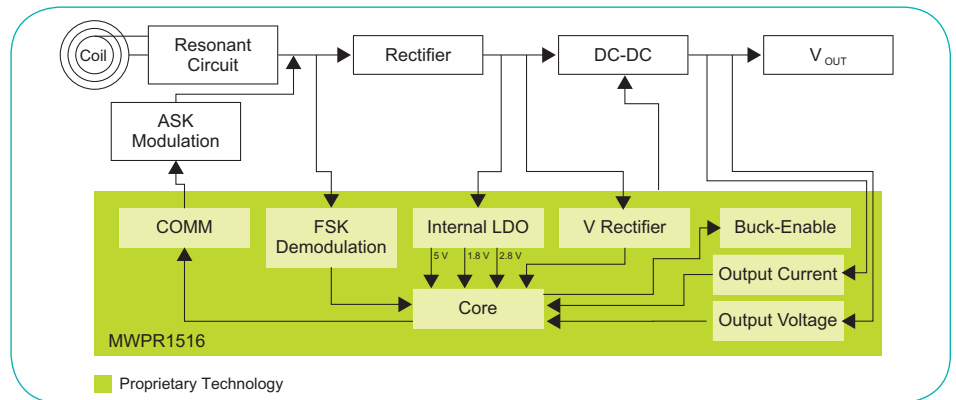 Coil
Resonant
Circuit
Rectifier
DC-DC
VOUT
ASK
Modulation
COMM
FSK
Demodulation
Internal LDO
V Rectifier
Buck-Enable
5 V
1.8 V
2.8 V
Output Current
Core
Output Voltage
MWPR1516
Proprietary Technology